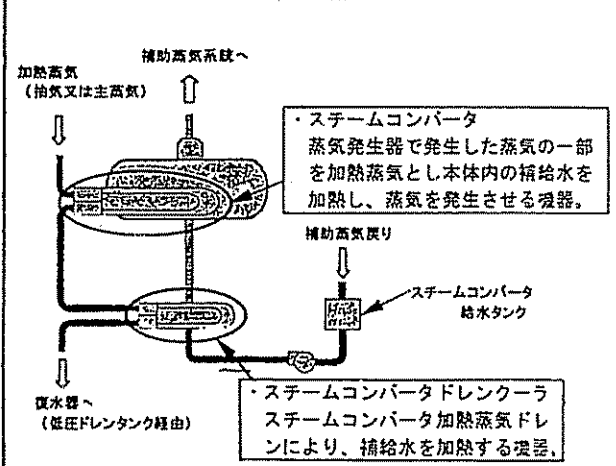 補助蒸気系統へ
加熱蒸気
（抽気又は主蒸気）
・スチームコンバータ
蒸気発生器で発生した蒸気の一部
を加熱蒸気とし本体内の補給水を
加熱し、蒸気を発生させる機器。
補助蒸気戻り
スチームコンバータ
給水タンク
復水器へ
（低圧ドレンタンク経由）
・スチームコンバータドレンクーラ
スチームコンバータ加熱蒸気ドレ
ンにより、補給水を加熱する機器。